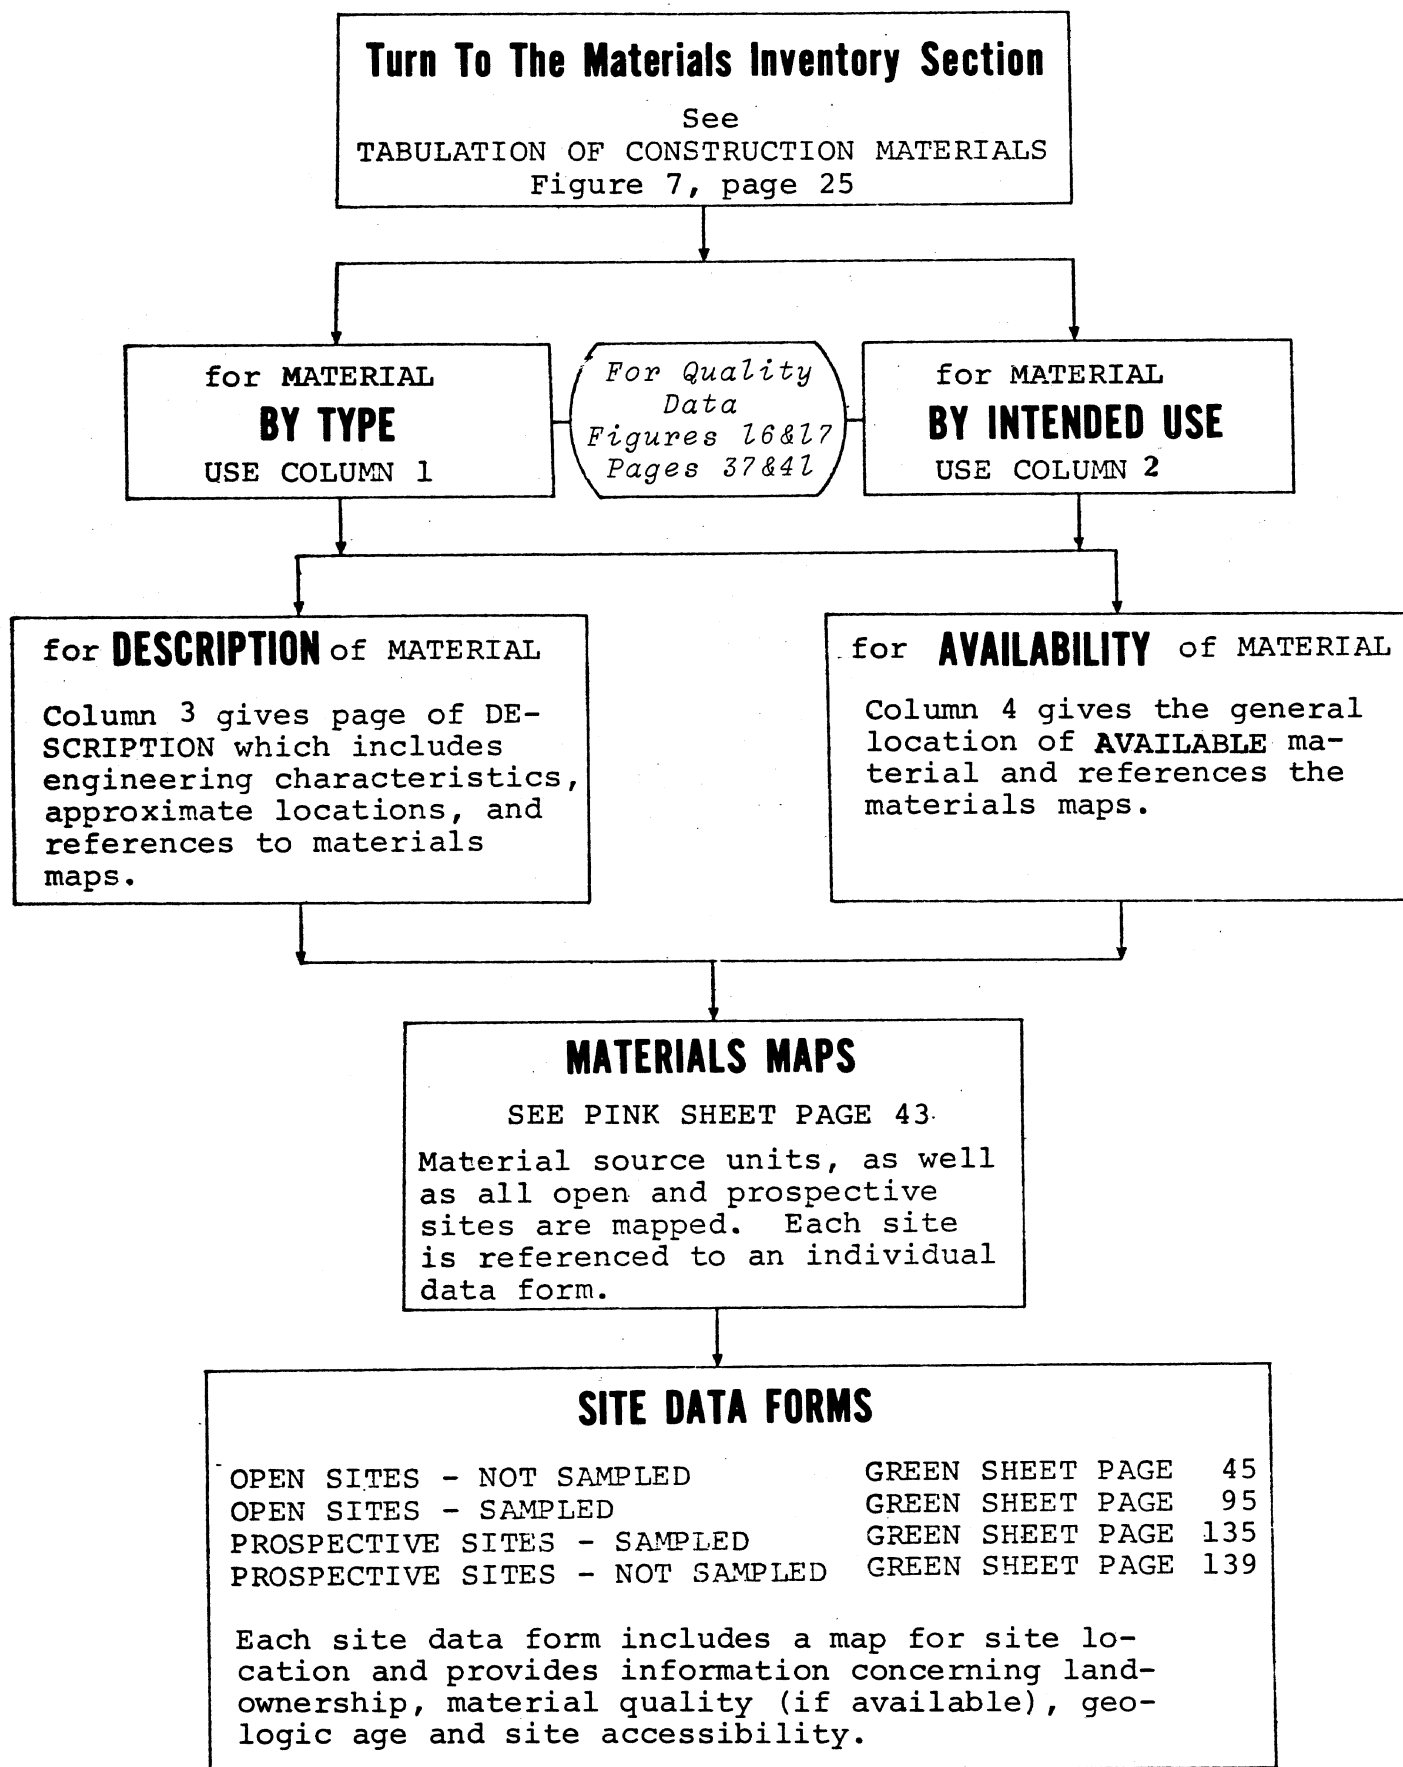 Turn To The Materials Inventory Section
See
TABULATION OF CONSTRUCTION MATERIALS
Figure 7, page 25
for MATERIAL
BY TYPE
USE COLUMN 1
For Quality
Data
Figures 16&17
Pages 37&41
for MATERIAL
BY INTENDED USE
USE COLUMN 2
for DESCRIPTION of MATERIAL
Column 3 gives page of DE-
SCRIPTION which includes
engineering characteristics,
approximate locations, and
references to materials
maps.
for AVAILABILITY of MATERIAL
Column 4 gives the general
location of AVAILABLE ma-
terial and references the
materials maps.
MATERIALS MAPS
SEE PINK SHEET PAGE 43
Material source units, as well
as all open and prospective
sites are mapped. Each site
is referenced to an individual
data form.
SITE DATA FORMS
OPEN SITES - NOT SAMPLED GREEN SHEET PAGE 45
OPEN SITES - SAMPLED GREEN SHEET PAGE 95
PROSPECTIVE SITES - SAMPLED GREEN SHEET PAGE 135
PROSPECTIVE SITES - NOT SAMPLED GREEN SHEET PAGE 139
Each site data form includes a map for site lo-
cation and provides information concerning land-
ownership, material quality (if available), geo-
logic age and site accessibility.